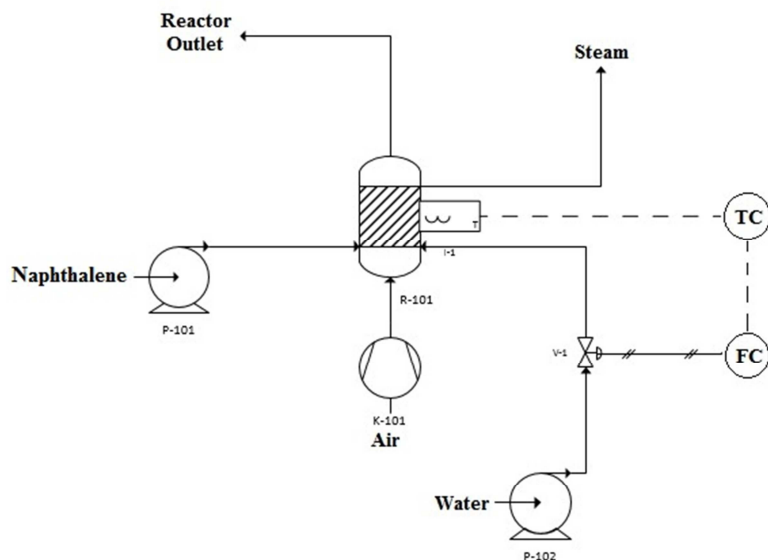 Reactor
Outlet
Steam
T
TC
I-1
Naphthalene
R-101
P-101
V-1
FC
K-101
Air
Water
P-102